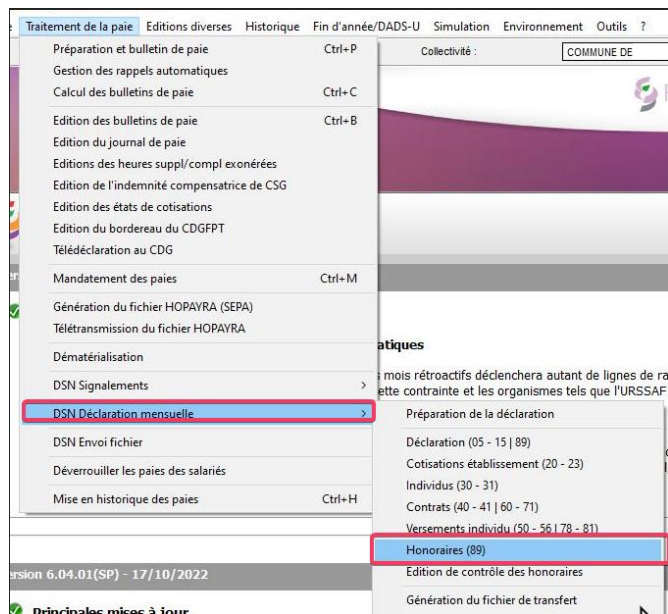 Traitement de la paie Editions diverses Historique Fin d'année/DADS-U Simulation Environnement Outils ?
Préparation et bulletin de paie Ctrl+P
Collectivité : COMMUNE DE
Gestion des rappels automatiques
Calcul des bulletins de paie Ctrl+C
Edition des bulletins de paie Ctrl+B
Edition du journal de paie
Editions des heures suppl/compl exonérées
Edition de l'indemnité compensatrice de CSG
Edition des états de cotisations
Edition du bordereau du CDGFPT
Télédéclaration au CDG
Mandatement des paies Ctrl+M
Génération du fichier HOPAYRA (SEPA)
Télétransmission du fichier HOPAYRA
atiques
Dématérialisation
mois rétroactifs déclenchera autant de lignes de ra
DSN Signalements >
ette contrainte et les organismes tels que l'URSSAF
DSN Déclaration mensuelle >
Préparation de la déclaration
DSN Envoi fichier
Déclaration (05 - 15 | 89)
Cotisations établissement (20 - 23)
Déverrouiller les paies des salariés
Individus (30 - 31)
Mise en historique des paies Ctrl+H
Contrats (40 - 41 | 60 - 71)
Versements individu (50 - 56 | 78 - 81)
Honoraires (89)
ersion 6.04.01(SP) - 17/10/2022
Edition de contrôle des honoraires
Génération du fichier de transfert
Principales mises à jour